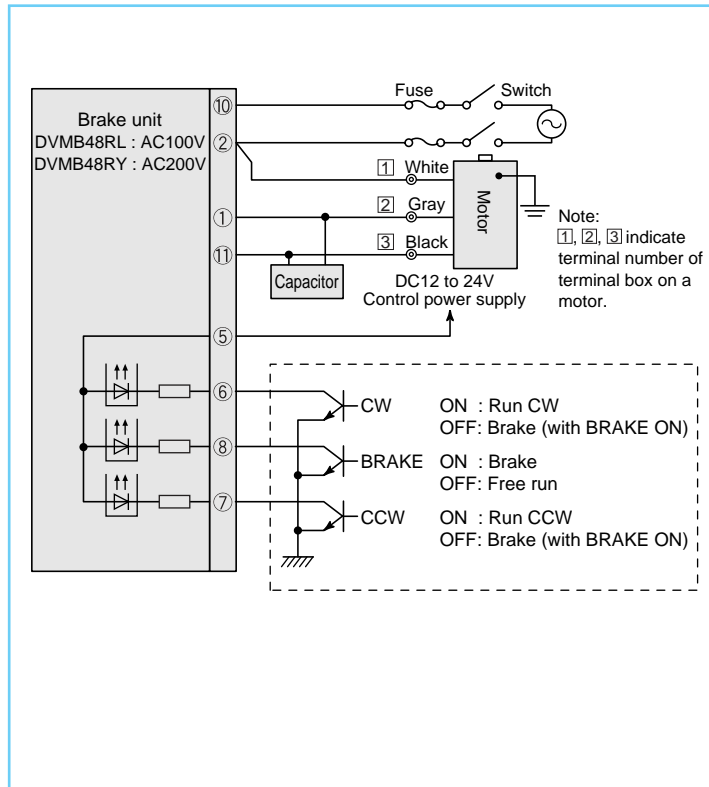 Fuse
Switch
Brake unit
DVMB48RL : AC100V
DVMB48RY : AC200V
⑩
②
①
⑪
⑤
⑥
⑧
⑦
1 White
2 Gray
3 Black
Motor
Capacitor
DC12 to 24V
Control power supply
Note:
1, 2, 3 indicate
terminal number of
terminal box on a
motor.
CW ON : Run CW
OFF: Brake (with BRAKE ON)
BRAKE ON : Brake
OFF: Free run
CCW ON : Run CCW
OFF: Brake (with BRAKE ON)